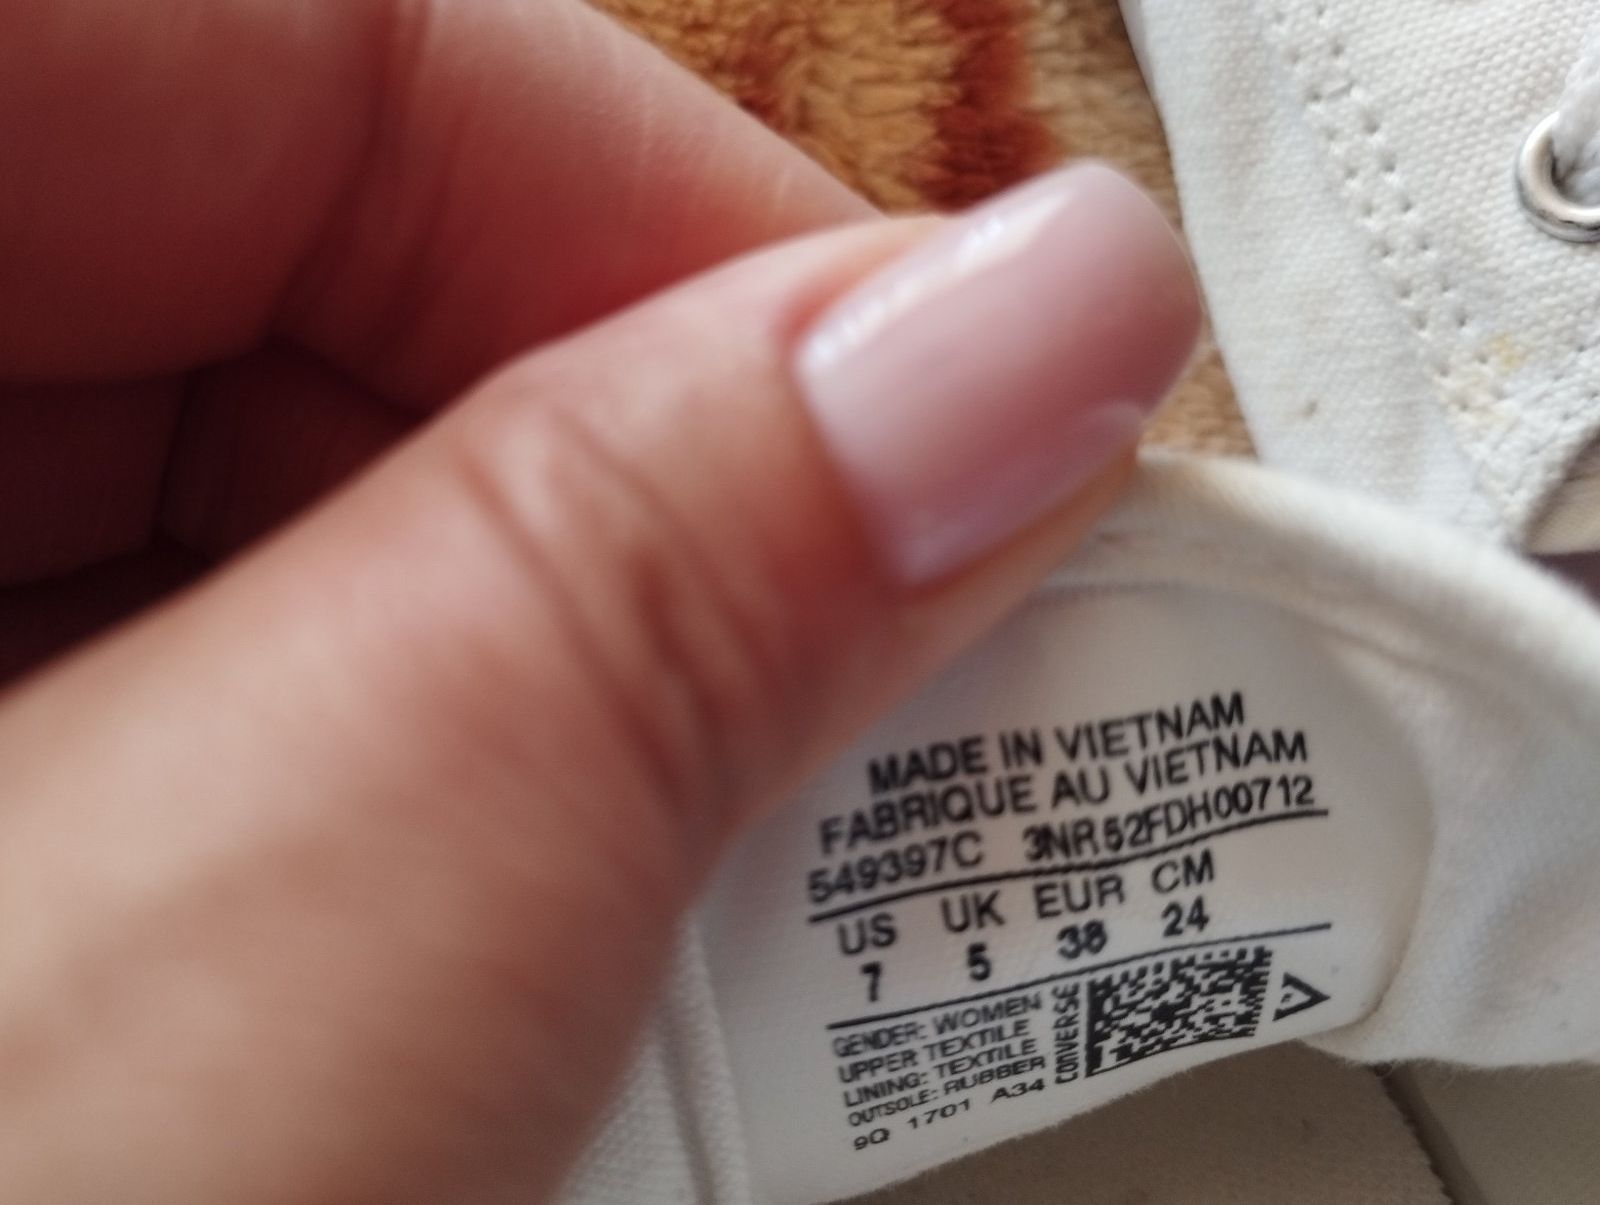 MADE IN VIETNAM
FABRIQUE AU VIETNAM
549397C 3NR52FDH00712
US UK EUR CM
7 5 38 24
GENDER: WOMEN
UPPER TEXTILE
LINING: TEXTILE
OUTSOLE: RUBBER
9Q 1701 A34
CONVERSE